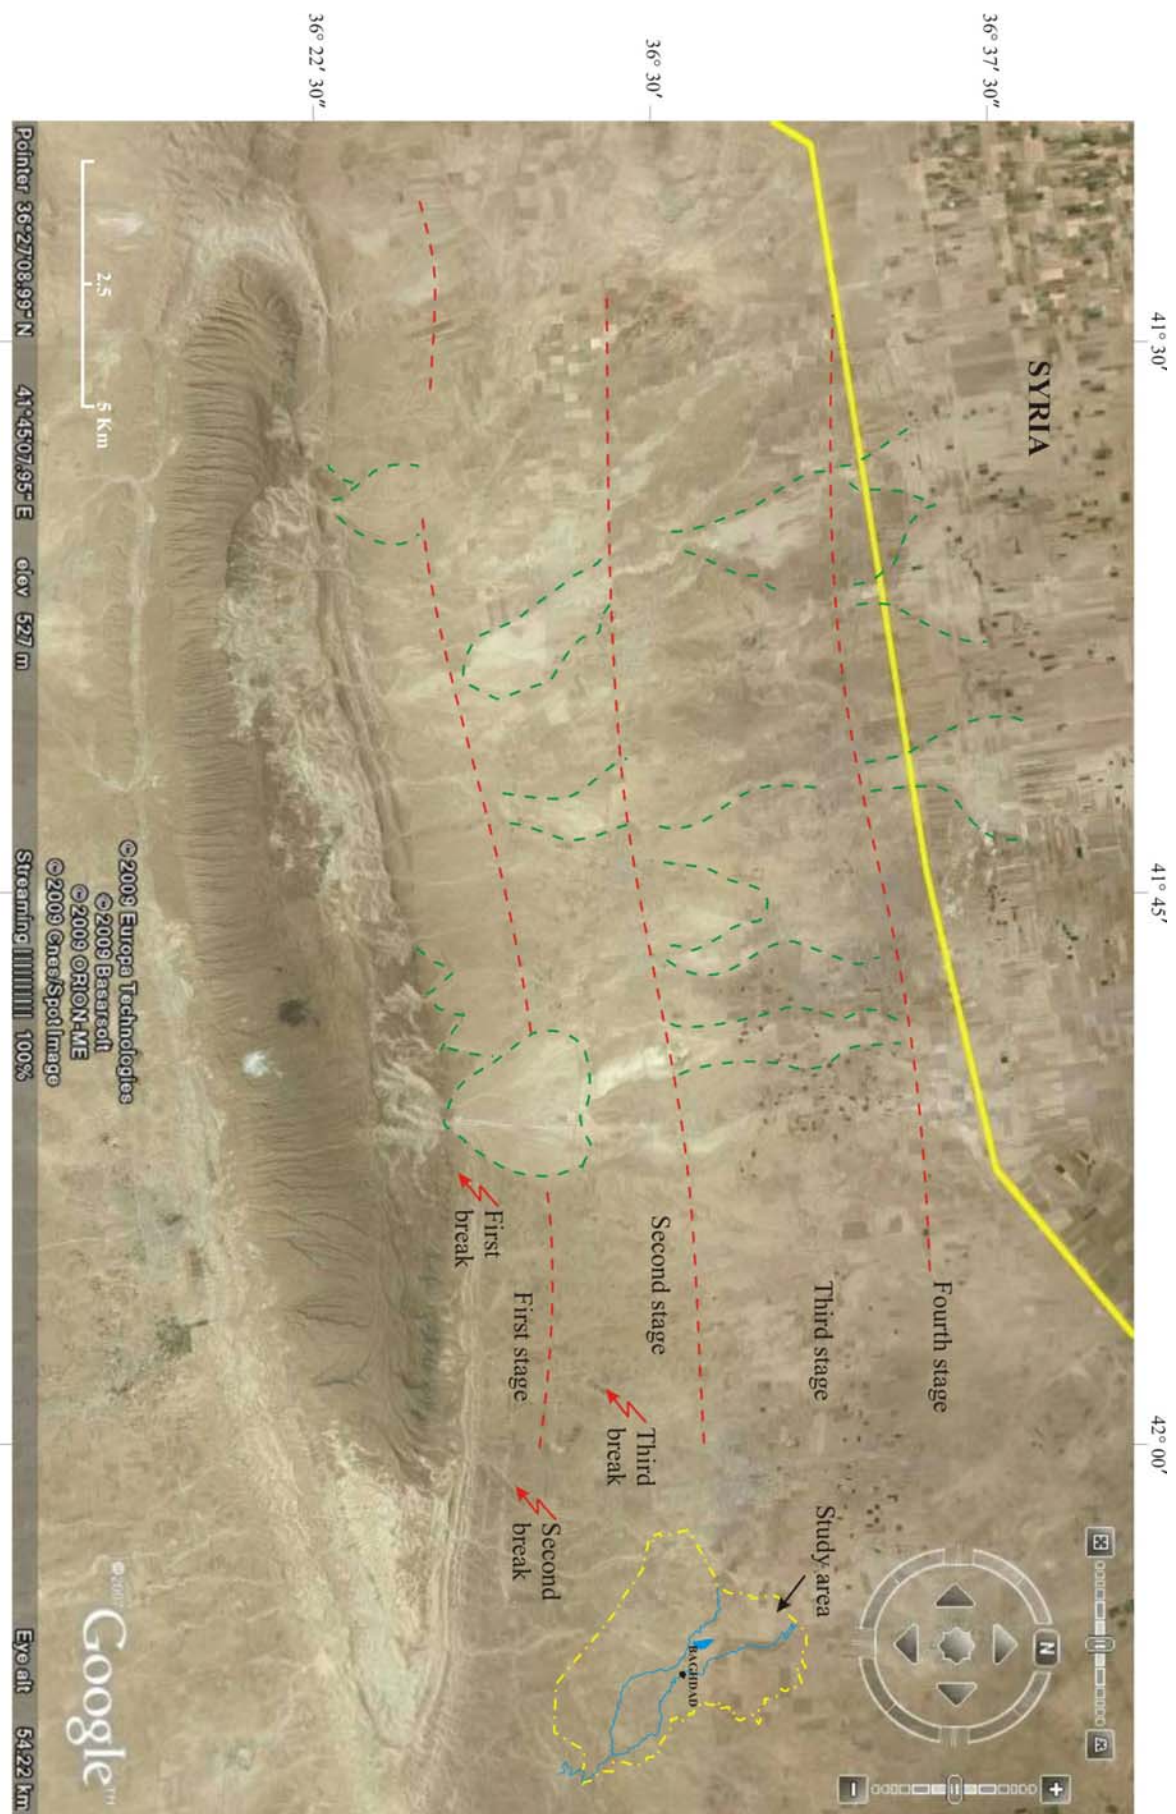 41° 30'
41° 45'
42° 00'
36° 37' 30"
36° 30'
36° 22' 30"
SYRIA
Fourth stage
Third stage
Second stage
First stage
First
break
Third
break
Second
break
Study area
BAGHDAD
N
2.5
5 Km
© 2009 Europa Technologies
© 2009 Basarsoft
© 2009 ORION-ME
© 2009 Cnes/Spot Image
©2007
Google™
Pointer 36°27'08.99" N 41°45'07.95" E elev 527 m
Streaming ||||||||| 100%
Eye alt 54.22 km